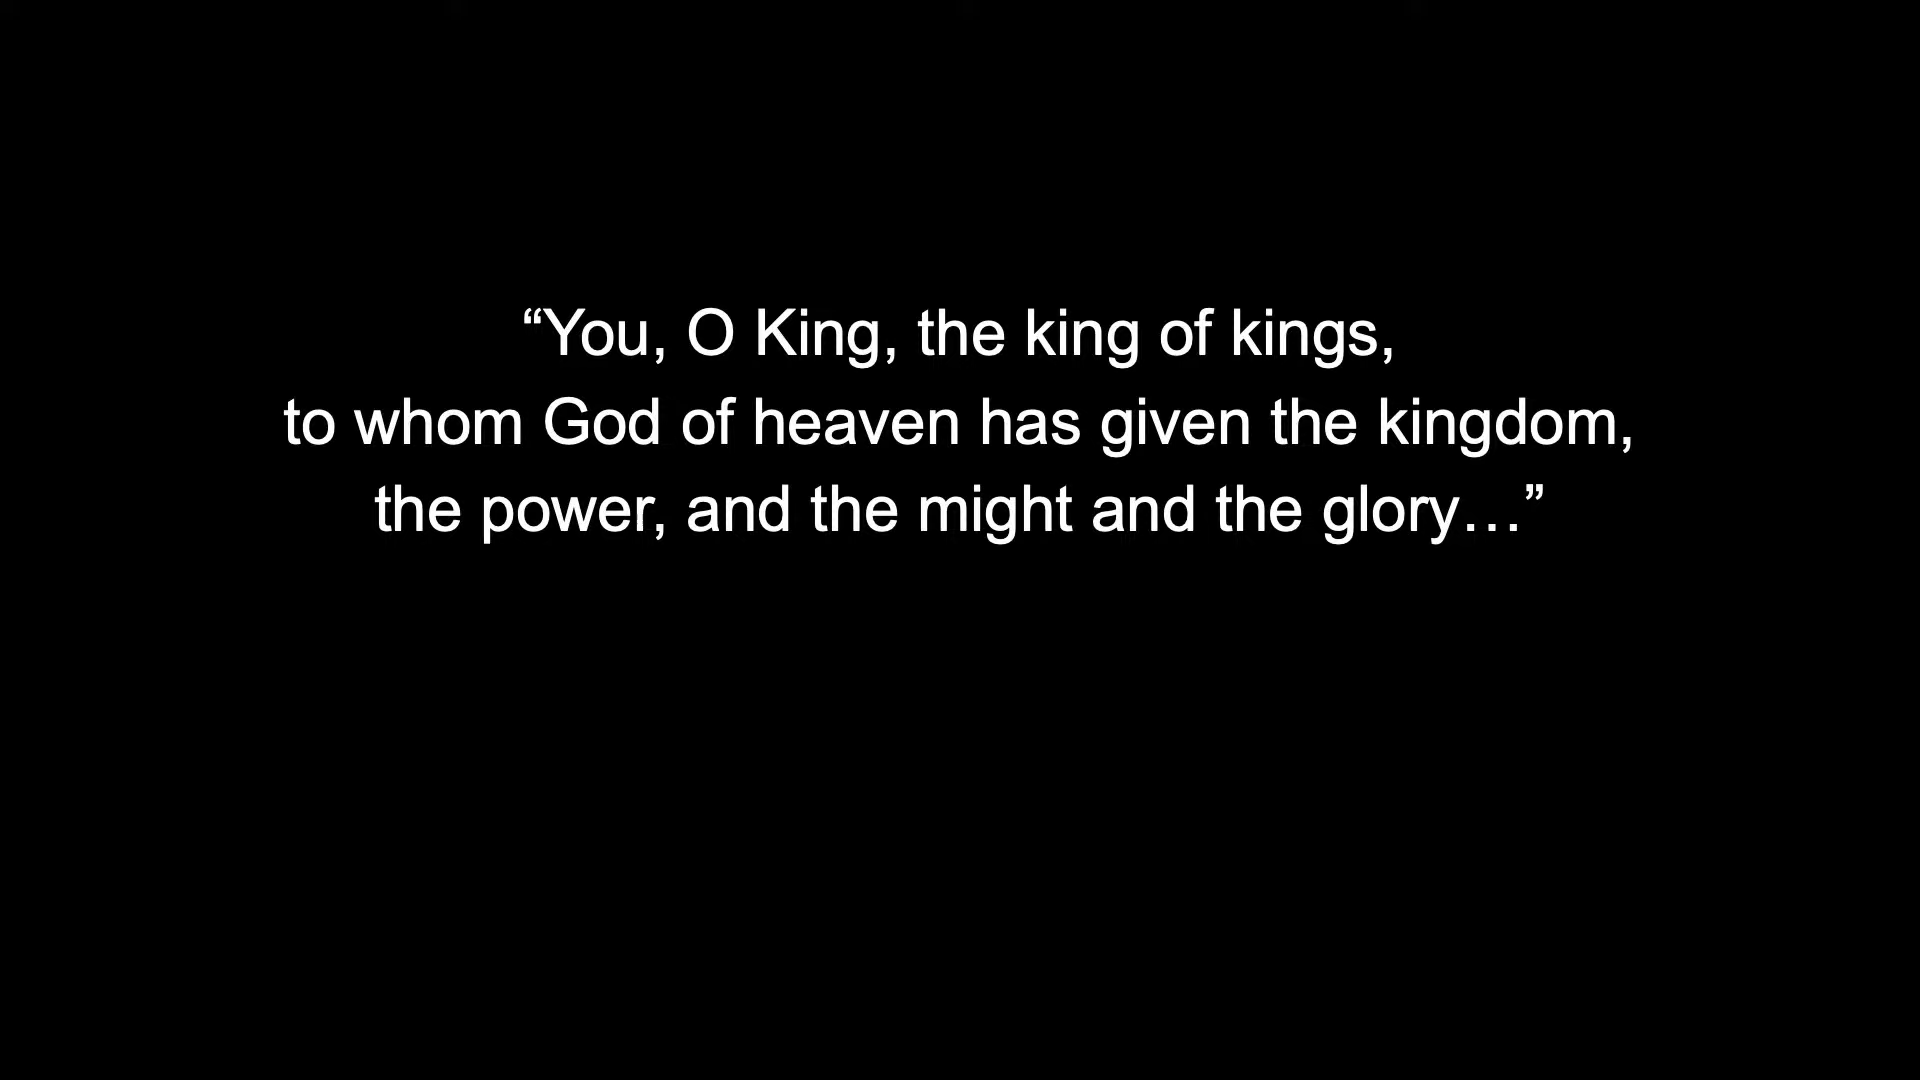 “You, O King, the king of kings,
to whom God of heaven has given the kingdom,
the power, and the might and the glory…”